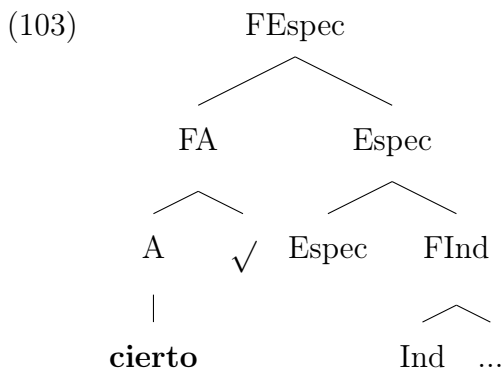 (103) FEspec
FA Espec
A √ Espec FInd
cierto Ind ...